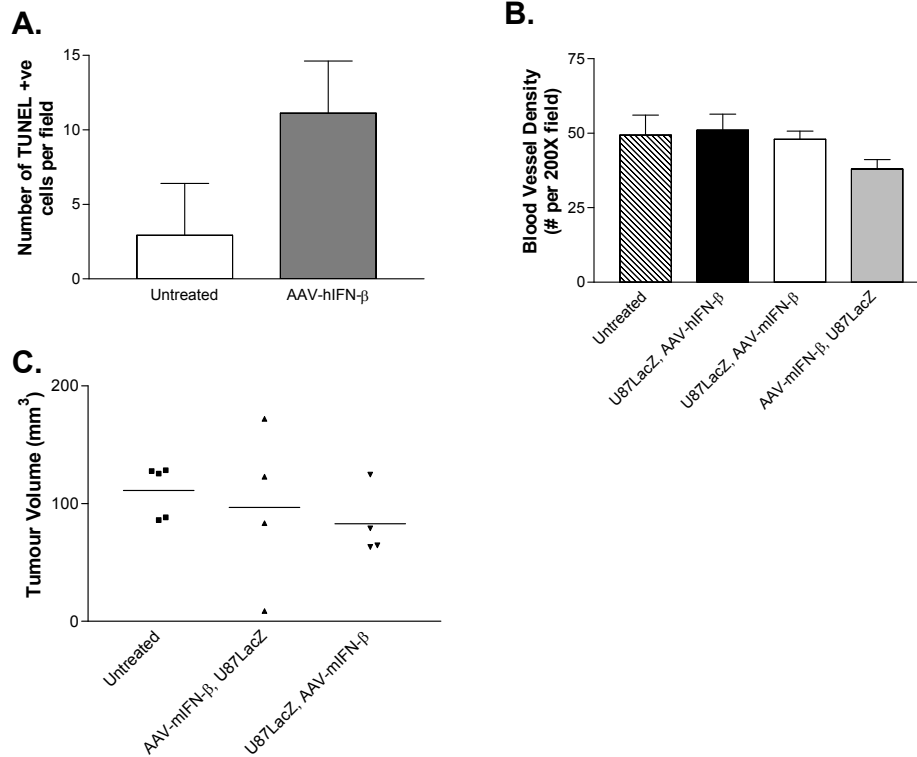 A.
Number of TUNEL +ve
cells per field
15
10
5
0
Untreated
AAV-hIFN-β
B.
Blood Vessel Density
(# per 200X field)
75
50
25
0
Untreated
U87LacZ, AAV-hIFN-β
U87LacZ, AAV-mIFN-β
AAV-mIFN-β, U87LacZ
C.
Tumour Volume (mm³)
200
100
0
Untreated
AAV-mIFN-β, U87LacZ
U87LacZ, AAV-mIFN-β